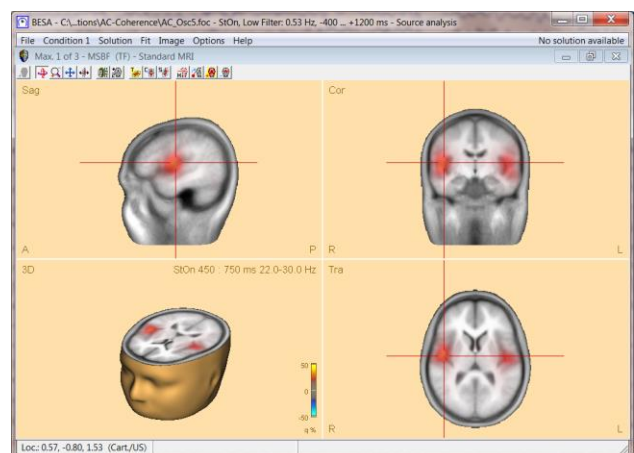 BESA - C:\...tions\AC-Coherence\AC_Osc5.foc - StOn, Low Filter: 0.53 Hz, -400 ... +1200 ms - Source analysis
File Condition 1 Solution Fit Image Options Help No solution available
Max. 1 of 3 - MSBF (TF) - Standard MRI
Sag Cor
A P R L
3D StOn 450 : 750 ms 22.0-30.0 Hz Tra
50
0
-50
q% R L
Loc.: 0.57, -0.80, 1.53 (Cart./US)